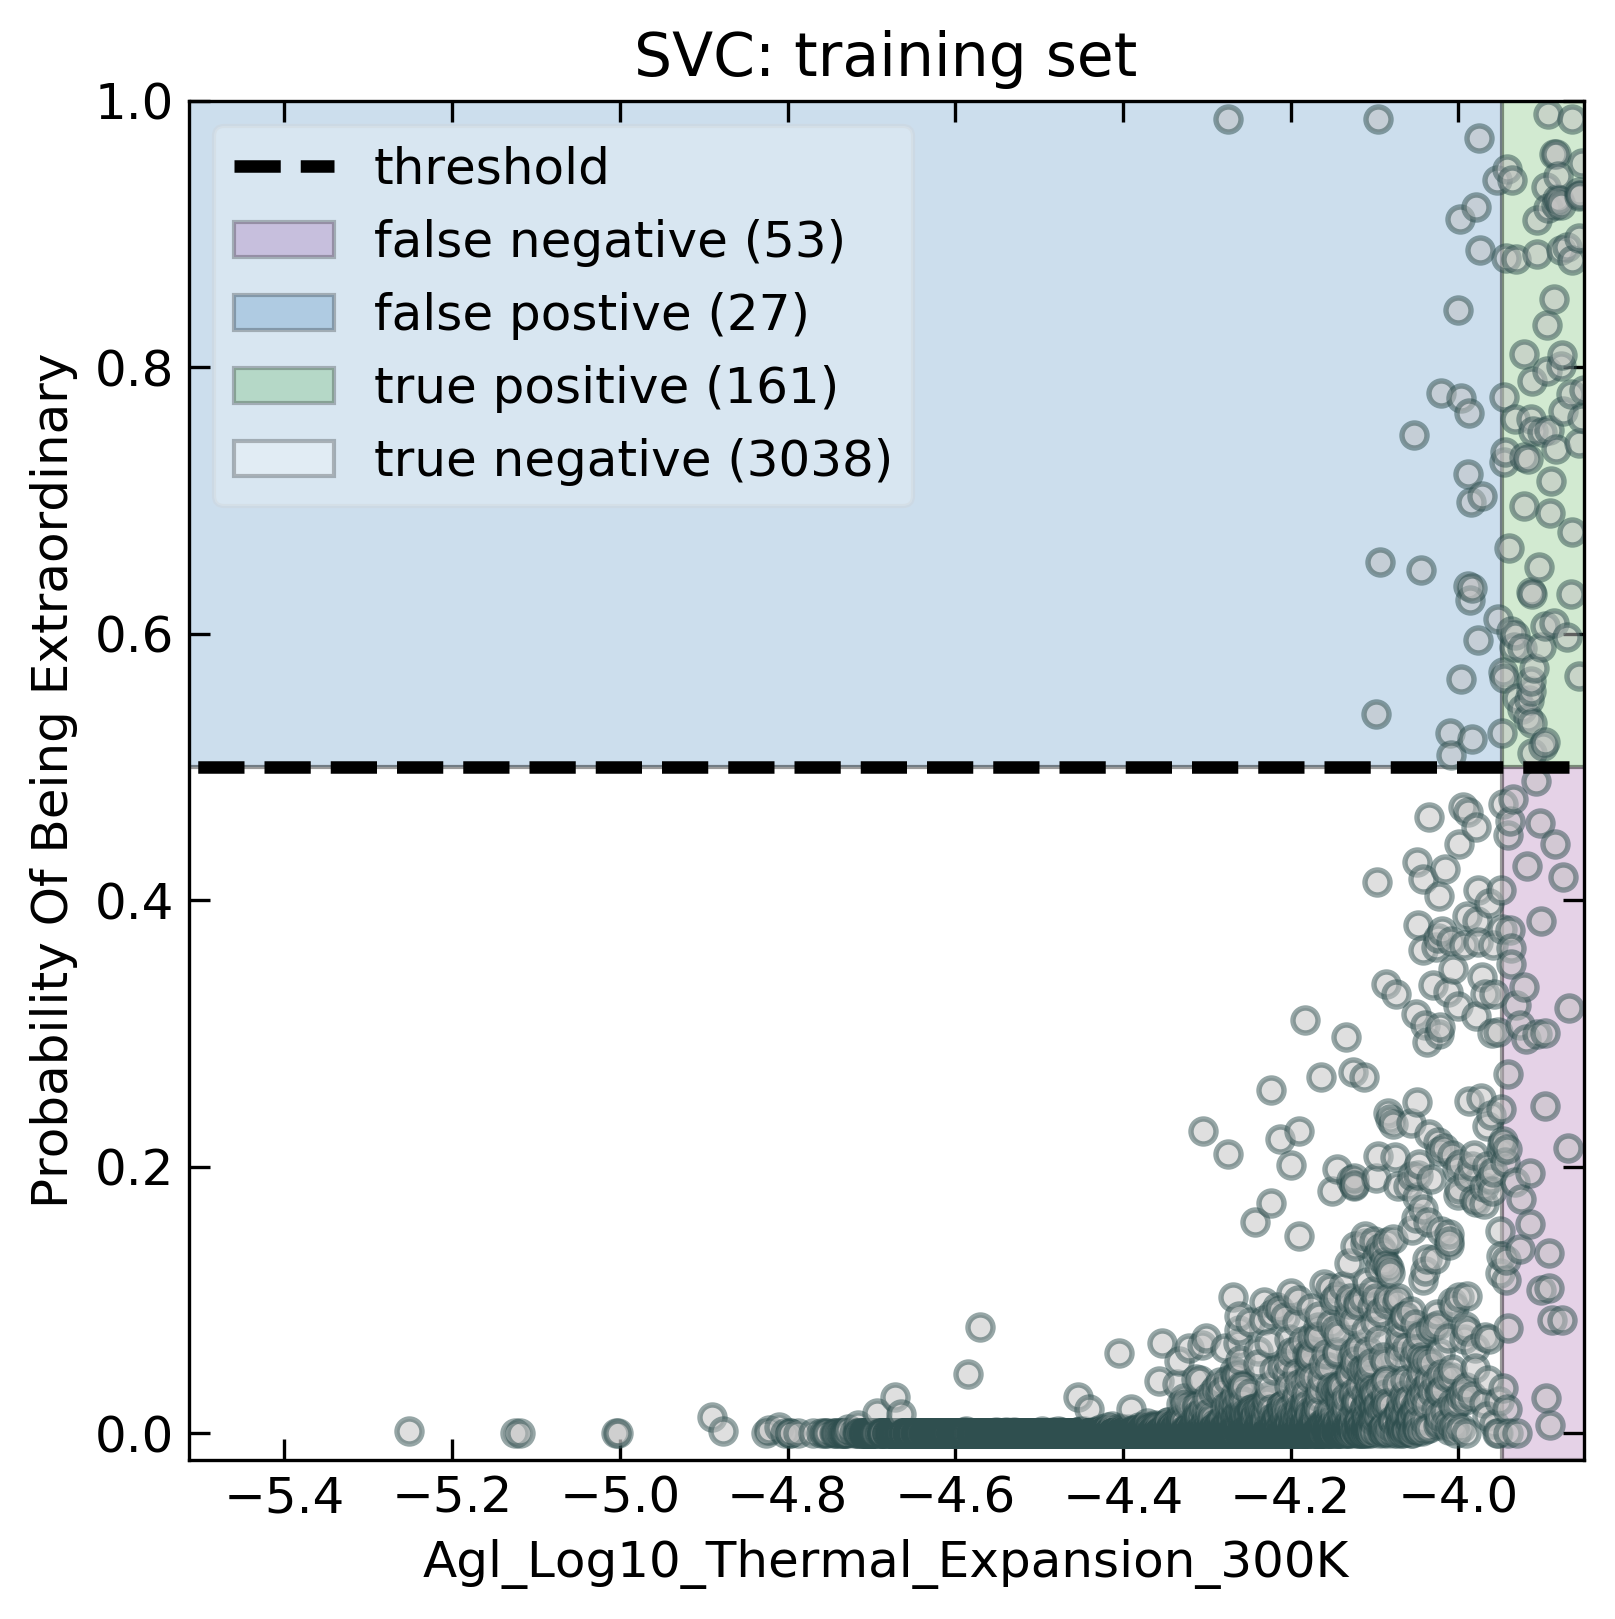 SVC: training set
1.0
0.8
0.6
0.4
0.2
0.0
Probability Of Being Extraordinary
threshold
false negative (53)
false postive (27)
true positive (161)
true negative (3038)
−5.4 −5.2 −5.0 −4.8 −4.6 −4.4 −4.2 −4.0
Agl_Log10_Thermal_Expansion_300K